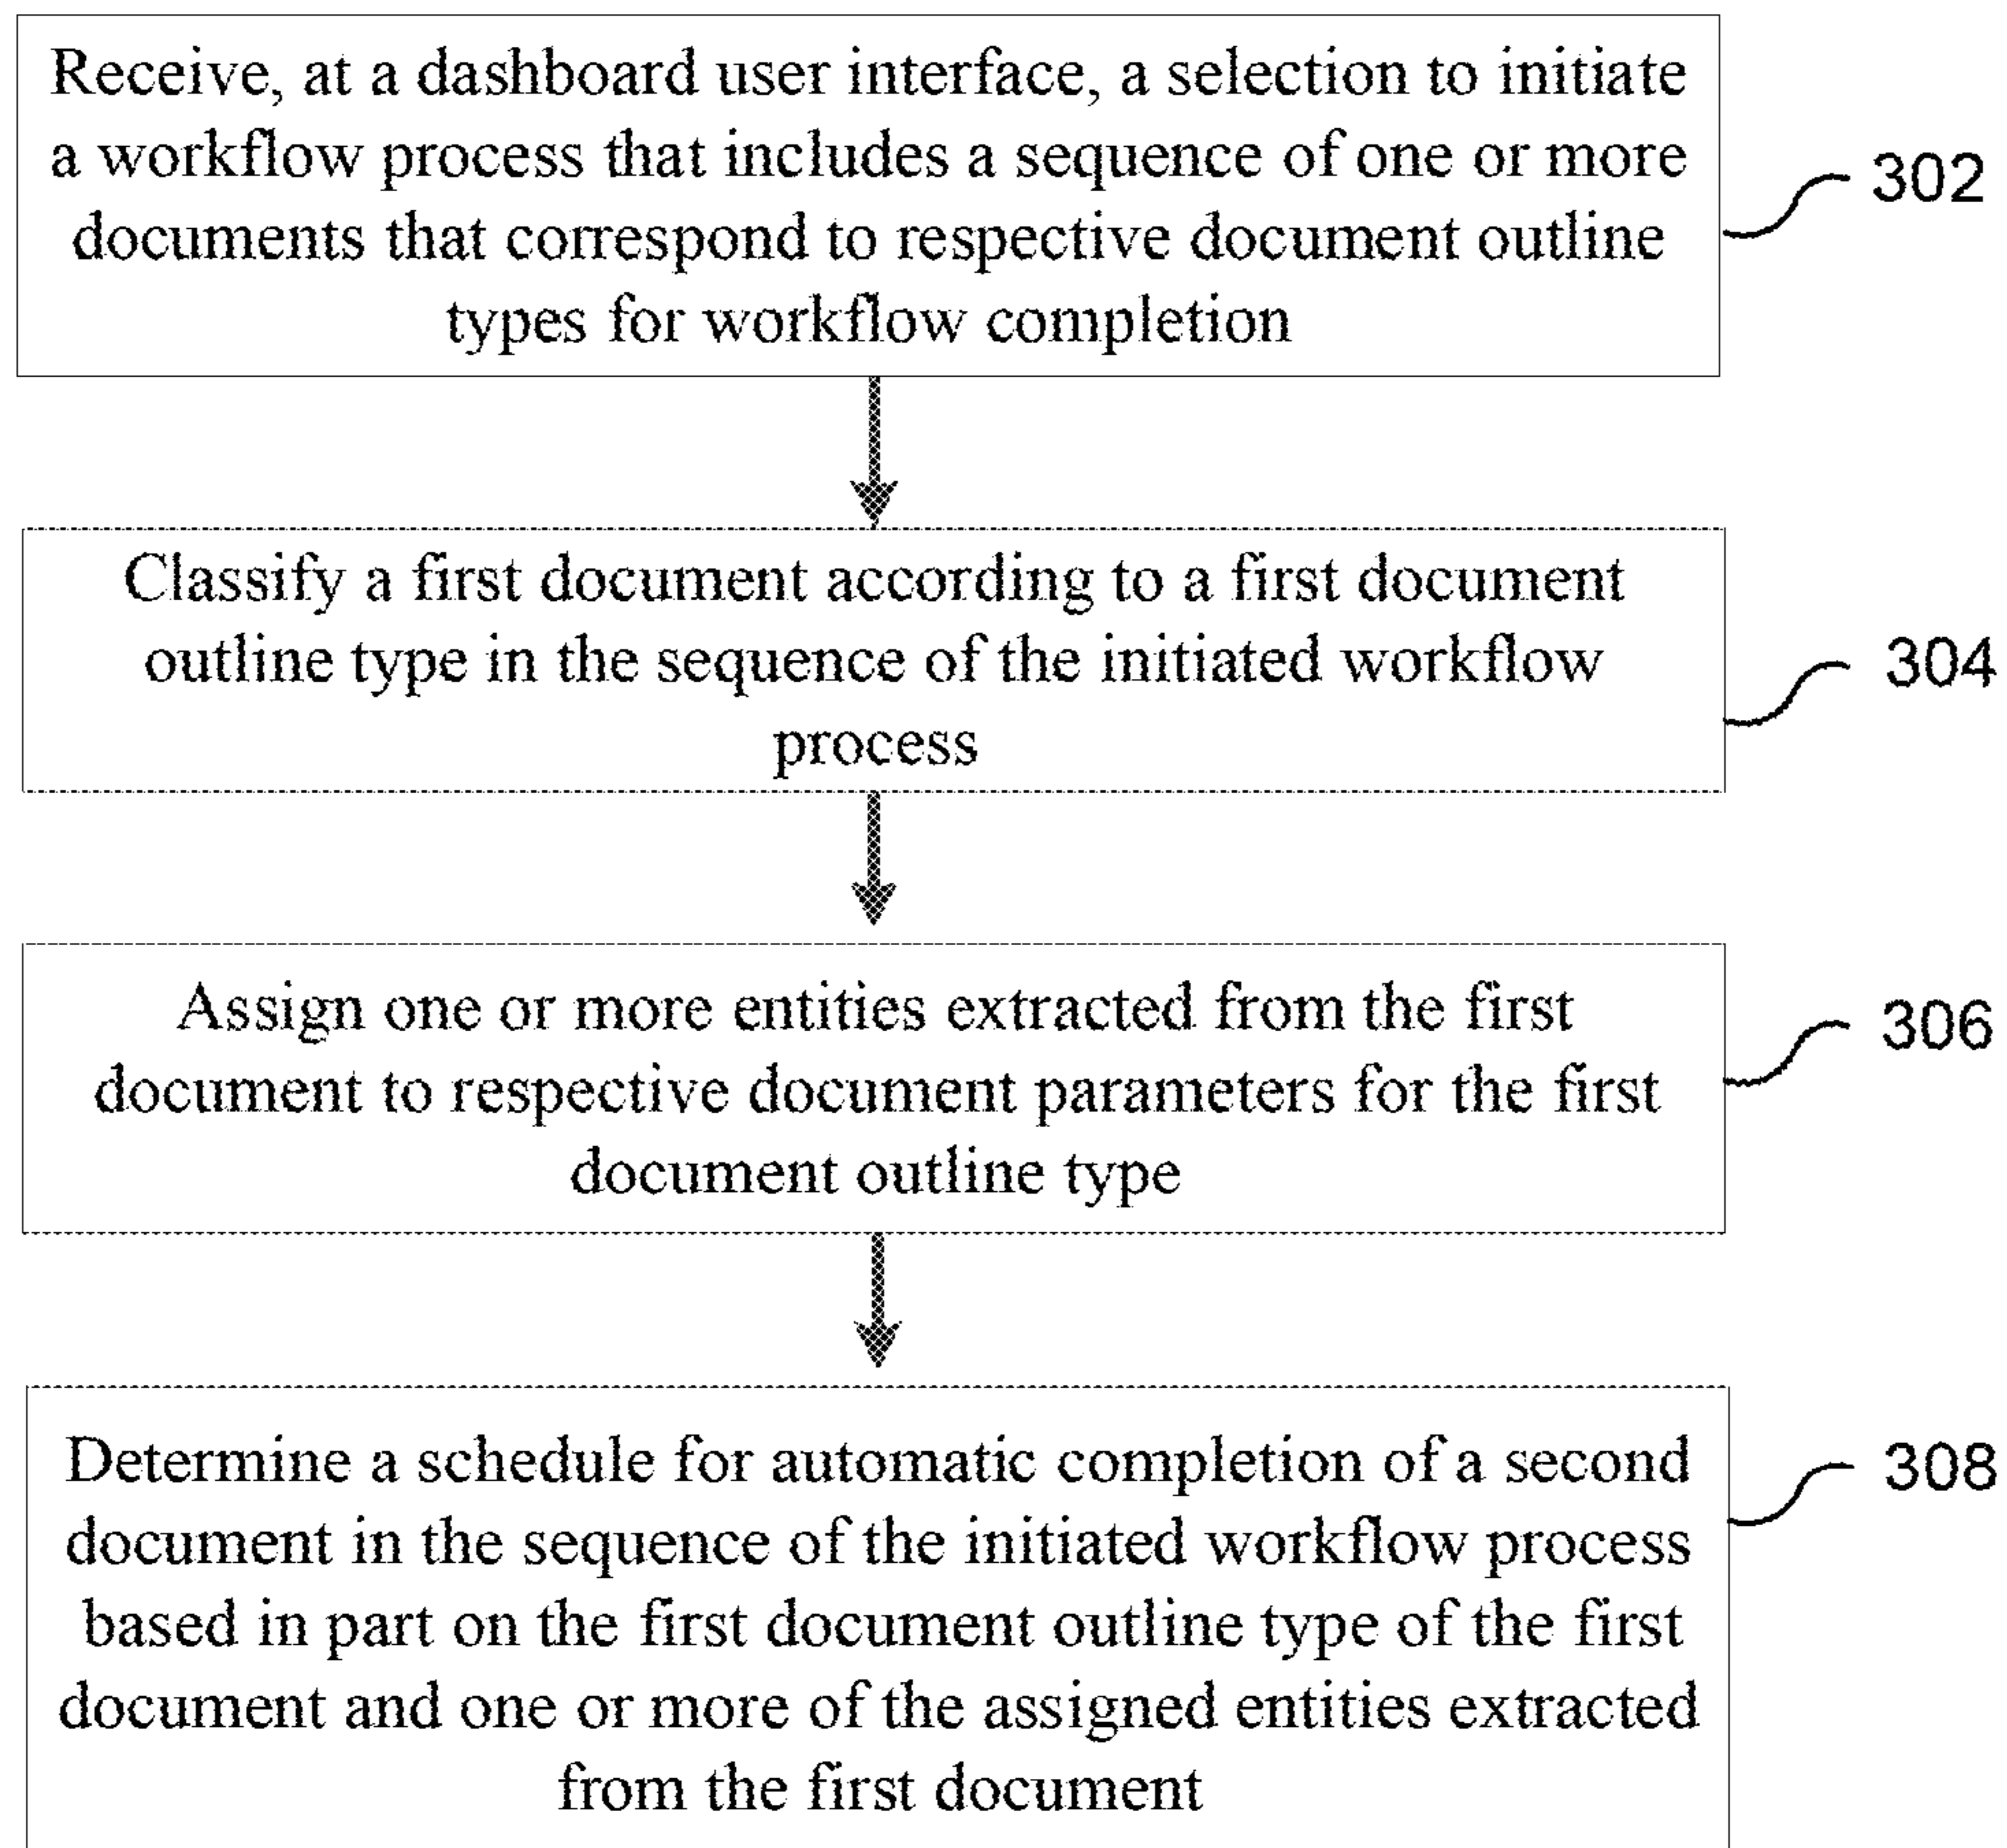 Receive, at a dashboard user interface, a selection to initiate
a workflow process that includes a sequence of one or more
documents that correspond to respective document outline
types for workflow completion
302
Classify a first document according to a first document
outline type in the sequence of the initiated workflow
process
304
Assign one or more entities extracted from the first
document to respective document parameters for the first
document outline type
306
Determine a schedule for automatic completion of a second
document in the sequence of the initiated workflow process
based in part on the first document outline type of the first
document and one or more of the assigned entities extracted
from the first document
308